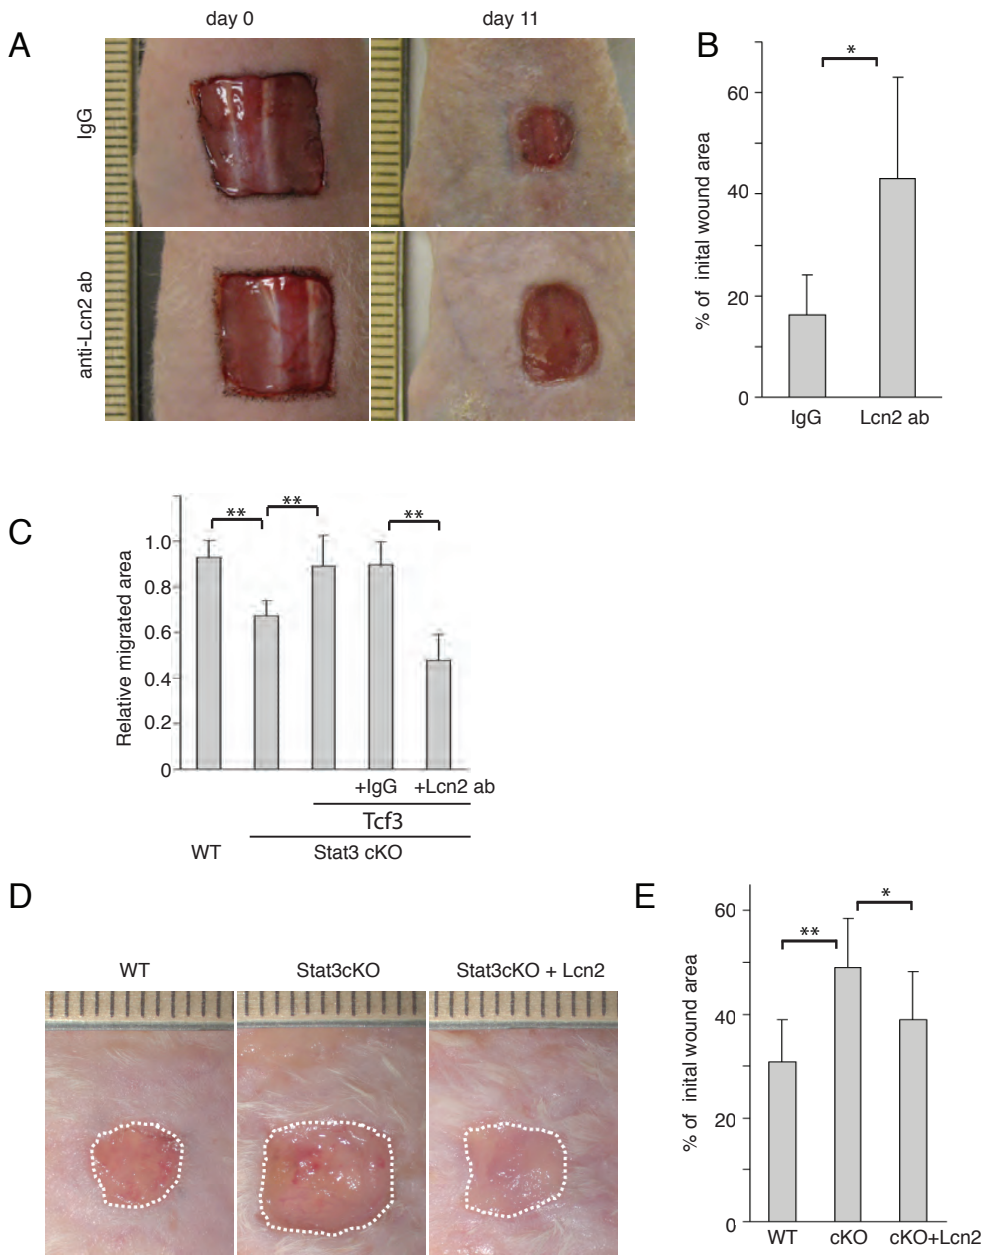 A
day 0
day 11
IgG
anti-Lcn2 ab
B
*
% of inital wound area
60
40
20
0
IgG
Lcn2 ab
C
**
**
**
Relative migrated area
1.0
0.8
0.6
0.4
0.2
0
+IgG
+Lcn2 ab
Tcf3
WT
Stat3 cKO
D
WT
Stat3cKO
Stat3cKO + Lcn2
E
*
**
% of inital wound area
60
40
20
0
WT
cKO
cKO+Lcn2